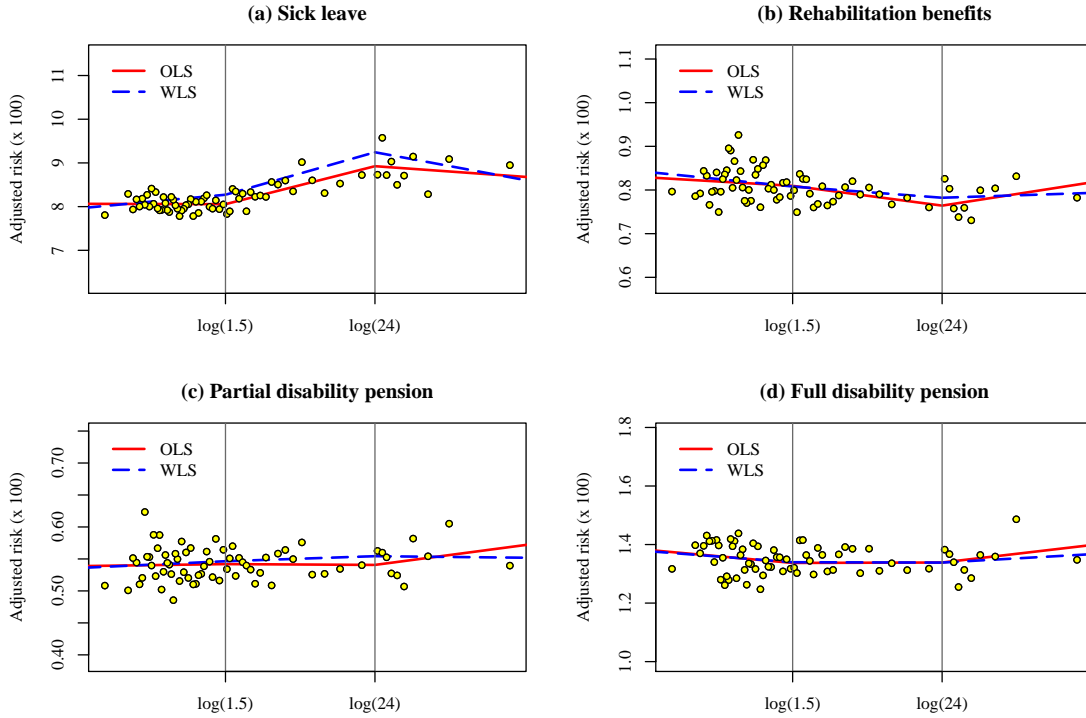 (a) Sick leave
Adjusted risk (x 100)
11
10
9
8
7
OLS
WLS
log(1.5)
log(24)
(b) Rehabilitation benefits
Adjusted risk (x 100)
1.1
1.0
0.9
0.8
0.7
0.6
OLS
WLS
log(1.5)
log(24)
(c) Partial disability pension
Adjusted risk (x 100)
0.70
0.60
0.50
0.40
OLS
WLS
log(1.5)
log(24)
(d) Full disability pension
Adjusted risk (x 100)
1.8
1.6
1.4
1.2
1.0
OLS
WLS
log(1.5)
log(24)